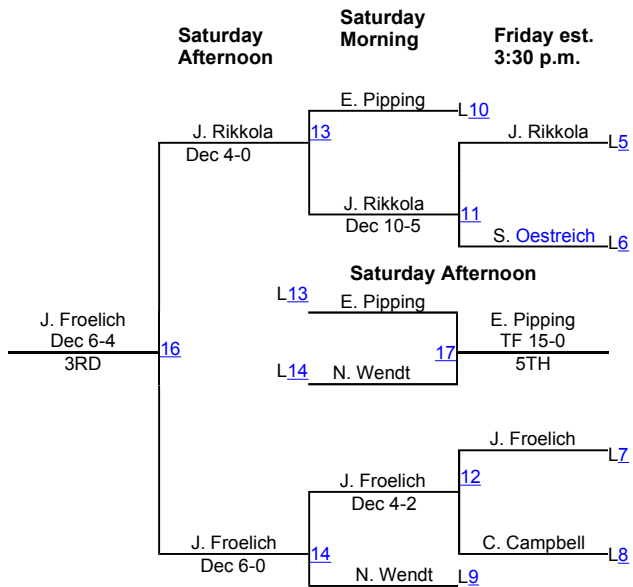 Saturday Afternoon
Saturday Morning
Friday est. 3:30 p.m.
E. Pipping
L10
J. Rikkola
13
J. Rikkola
L5
Dec 4-0
J. Rikkola
11
Dec 10-5
S. Oestreich
L6
Saturday Afternoon
L13
E. Pipping
J. Froelich
E. Pipping
Dec 6-4
16
17
TF 15-0
3RD
L14
N. Wendt
5TH
J. Froelich
L7
J. Froelich
12
Dec 4-2
J. Froelich
14
C. Campbell
L8
Dec 6-0
N. Wendt
L9